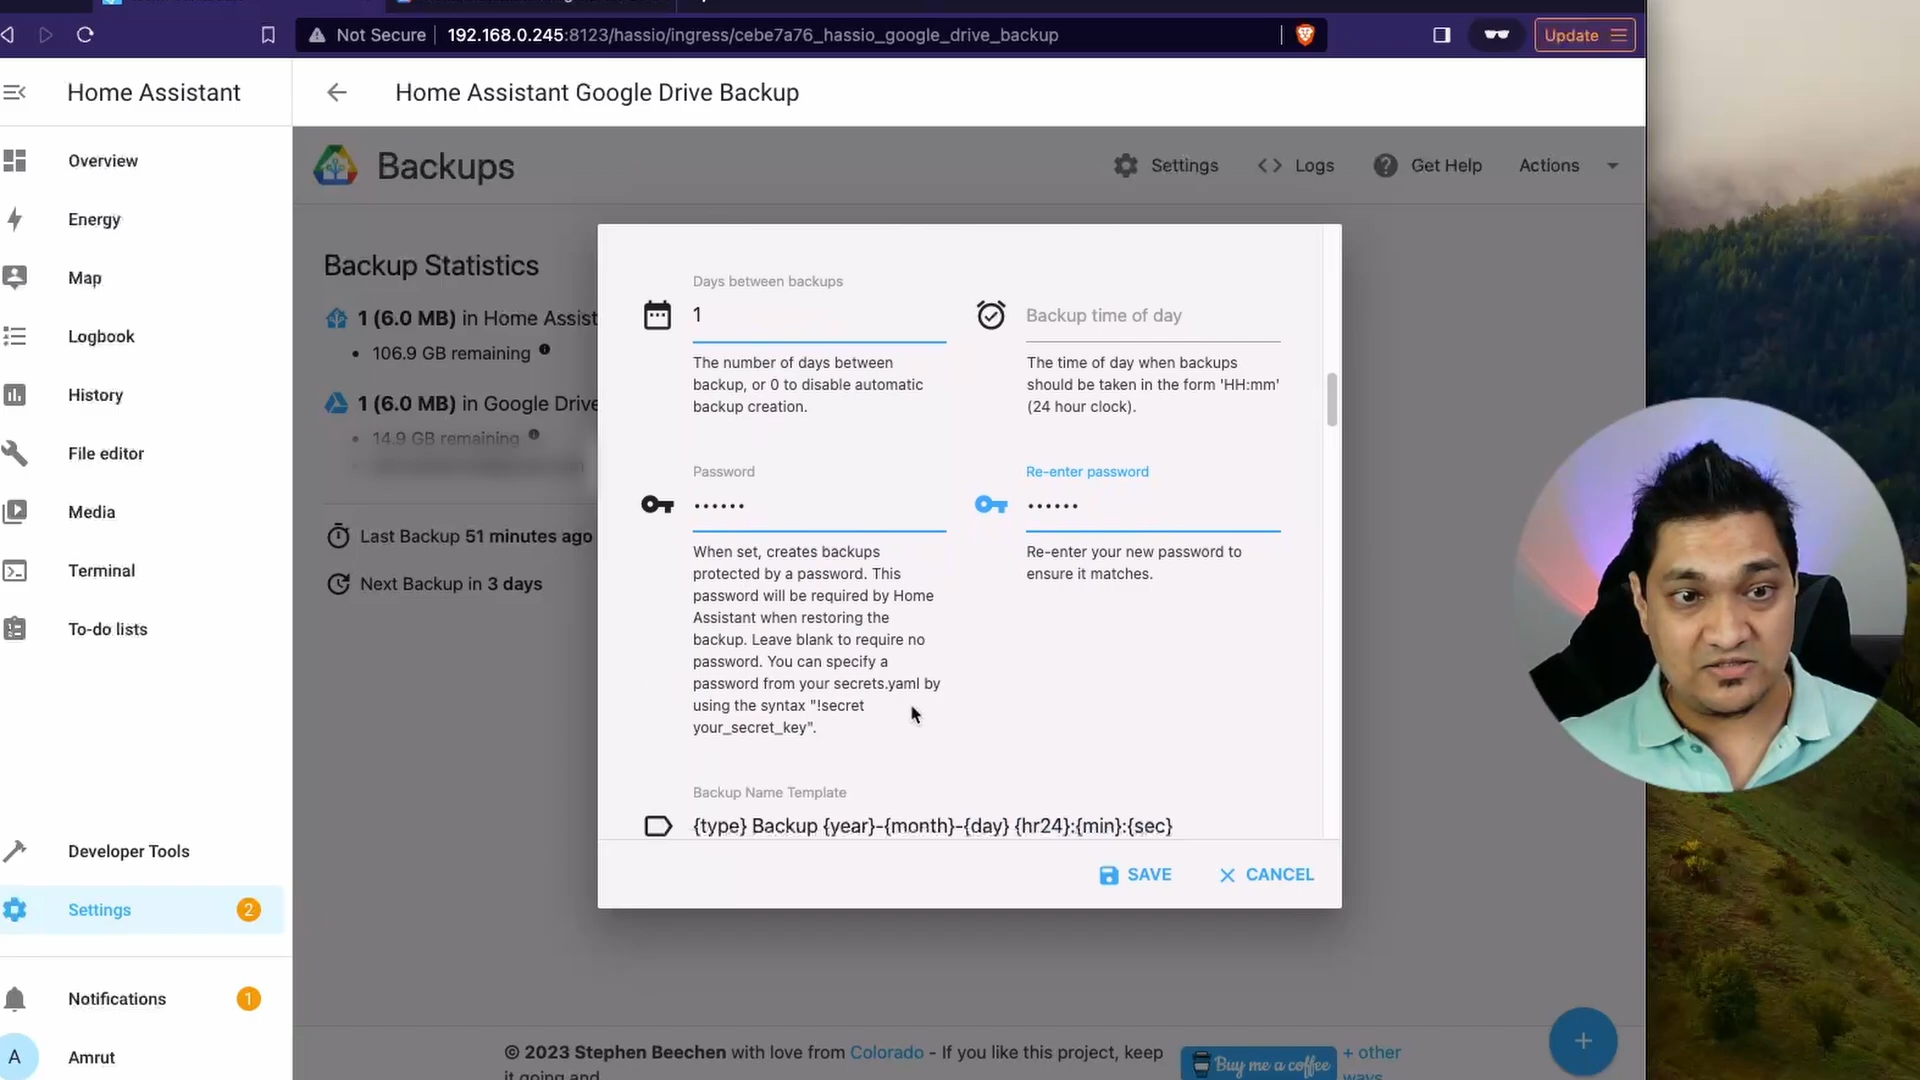 Not Secure
192.168.0.245:8123/hassio/ingress/cebe7a76_hassio_google_drive_backup
Update
Home Assistant
Home Assistant Google Drive Backup
Overview
Energy
Map
Logbook
History
File editor
Media
Terminal
To-do lists
Developer Tools
Settings 2
Notifications 1
A Amrut
Backups
Settings
Logs
Get Help
Actions
Backup Statistics
1 (6.0 MB) in Home Assist
• 106.9 GB remaining
1 (6.0 MB) in Google Drive
• 14.9 GB remaining
Last Backup 51 minutes ago
Next Backup in 3 days
Days between backups
1
The number of days between
backup, or 0 to disable automatic
backup creation.
Backup time of day
The time of day when backups
should be taken in the form 'HH:mm'
(24 hour clock).
Password
••••••
When set, creates backups
protected by a password. This
password will be required by Home
Assistant when restoring the
backup. Leave blank to require no
password. You can specify a
password from your secrets.yaml by
using the syntax "!secret
your_secret_key".
Re-enter password
••••••
Re-enter your new password to
ensure it matches.
Backup Name Template
{type} Backup {year}-{month}-{day} {hr24}:{min}:{sec}
SAVE
CANCEL
© 2023 Stephen Beechen with love from Colorado - If you like this project, keep
it going and
Buy me a coffee
+ other
ways